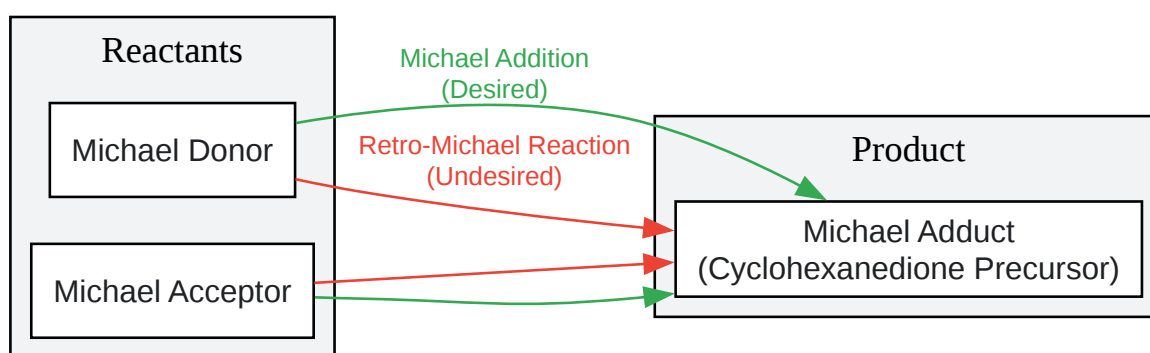 Reactants
Michael Donor
Michael Acceptor
Michael Addition
(Desired)
Retro-Michael Reaction
(Undesired)
Product
Michael Adduct
(Cyclohexanedione Precursor)